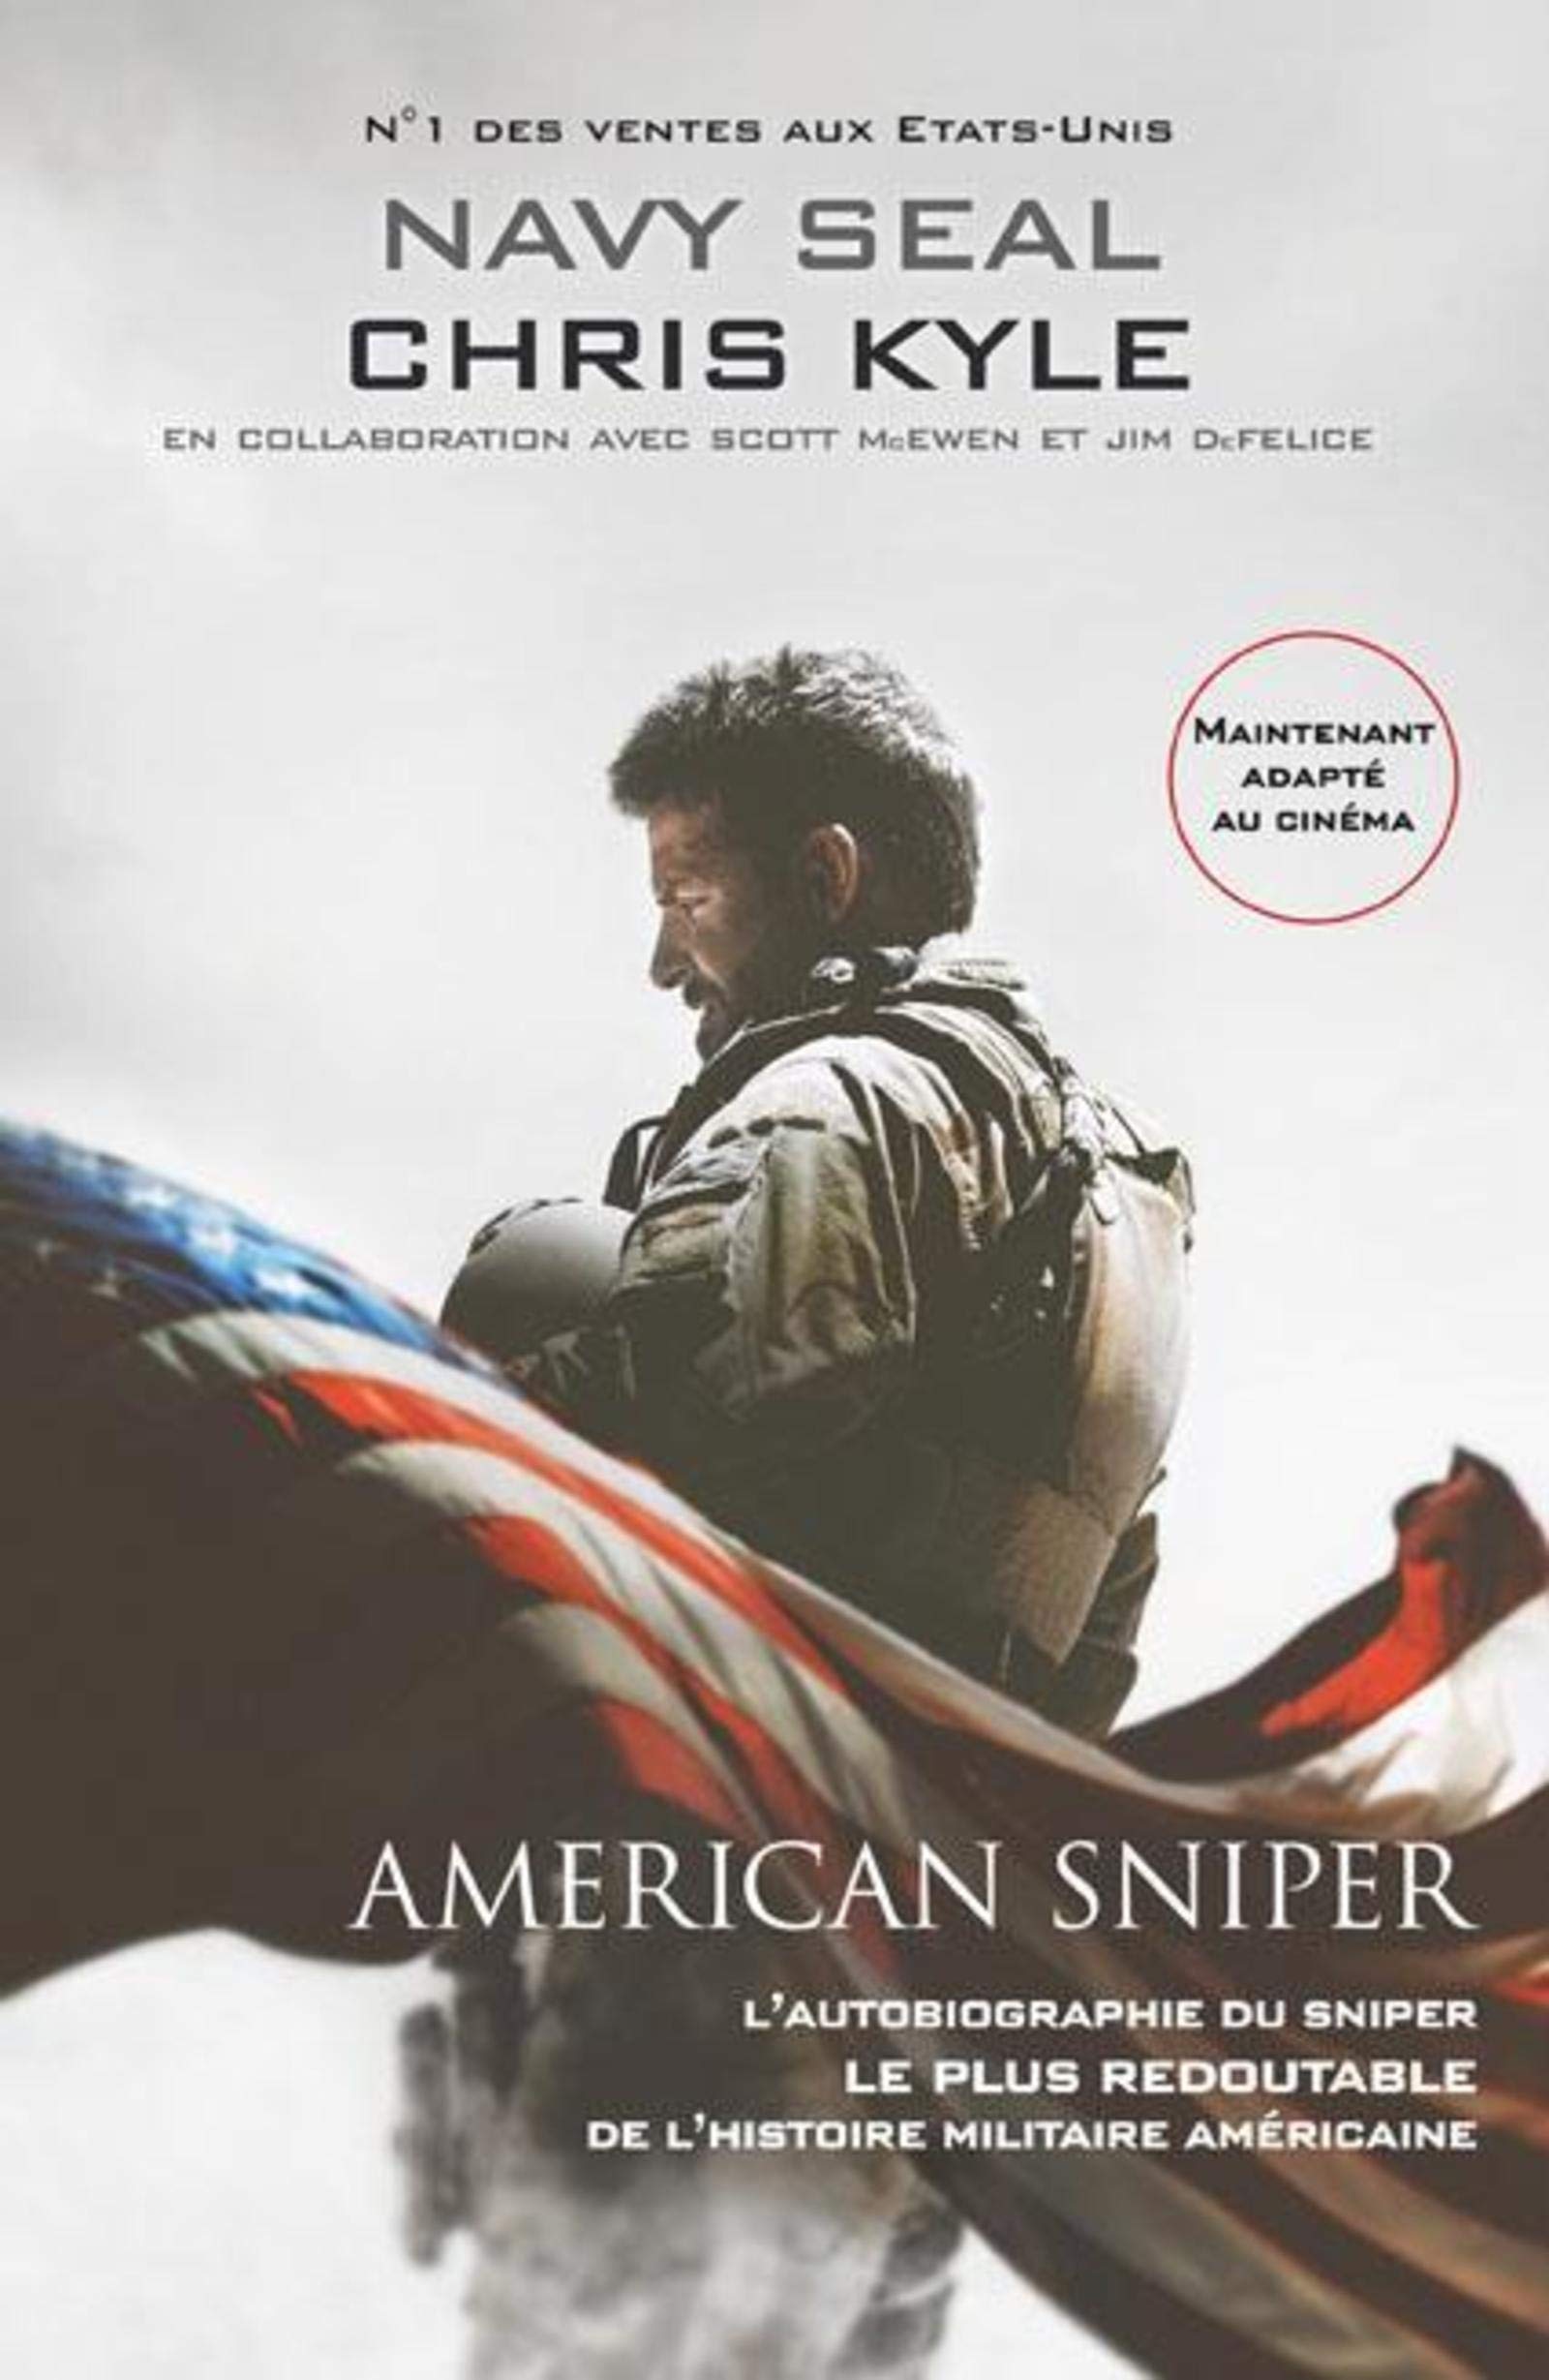 N°1 DES VENTES AUX ETATS-UNIS
NAVY SEAL
CHRIS KYLE
EN COLLABORATION AVEC SCOTT McEWEN ET JIM DeFELICE
MAINTENANT
ADAPTÉ
AU CINÉMA
AMERICAN SNIPER
L'AUTOBIOGRAPHIE DU SNIPER
LE PLUS REDOUTABLE
DE L'HISTOIRE MILITAIRE AMÉRICAINE